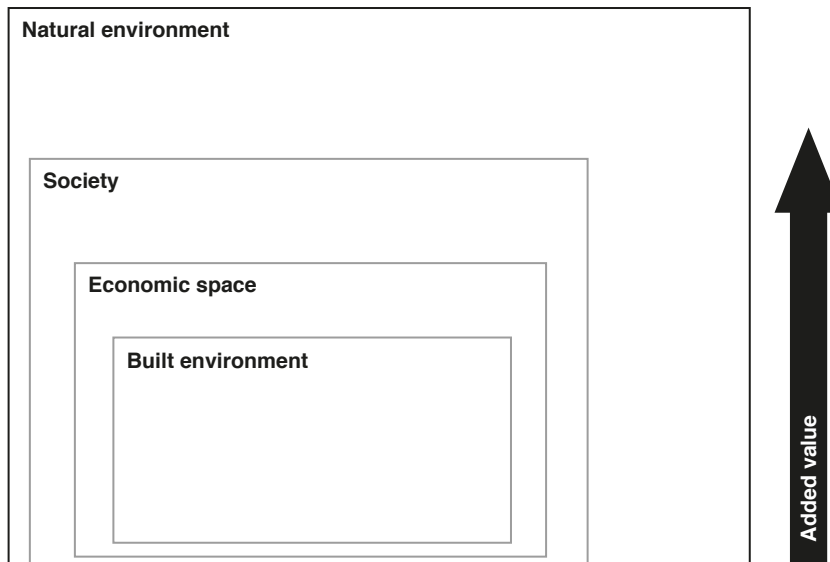 Natural environment
Society
Economic space
Built environment
Added value